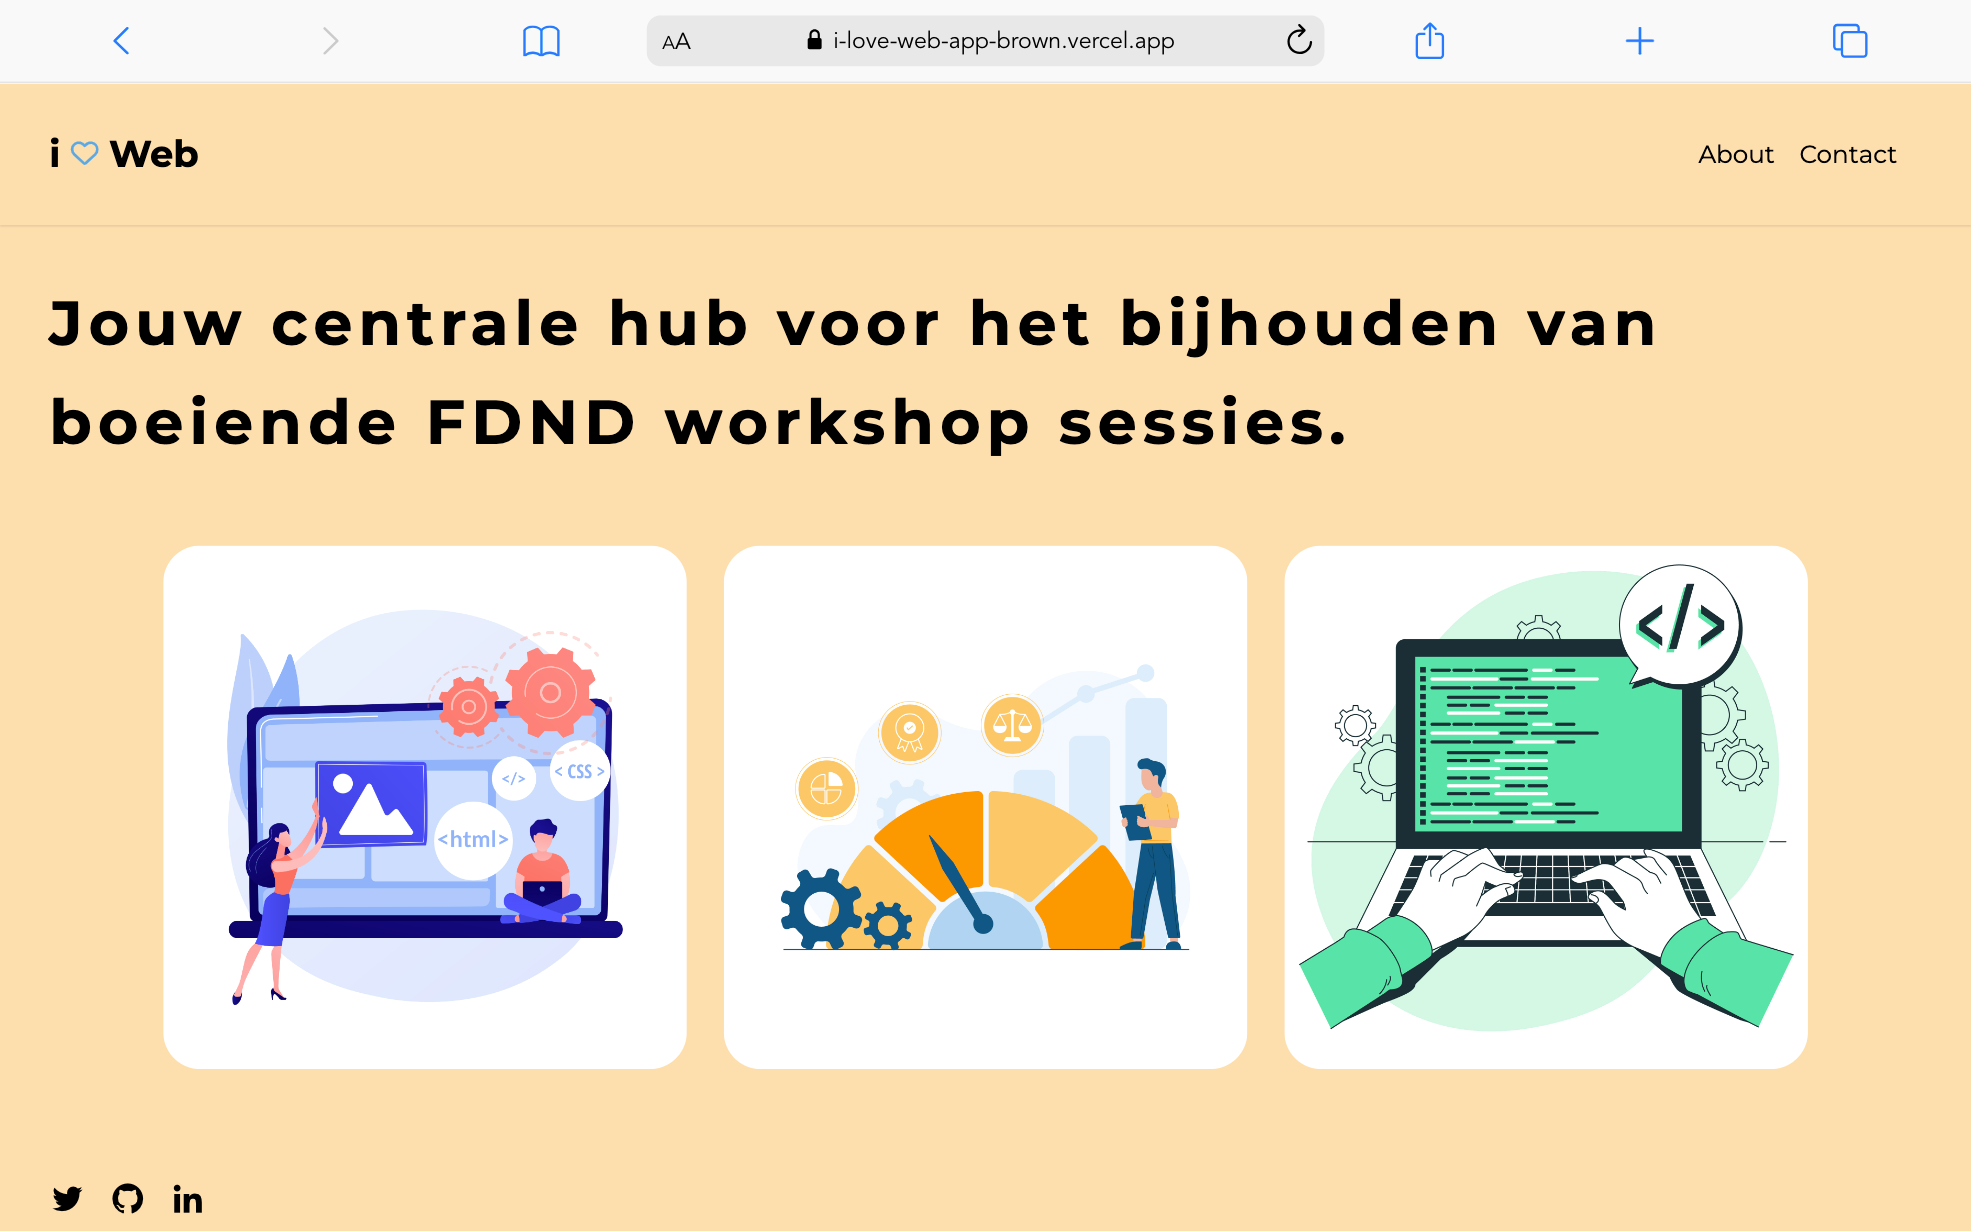 AA i-love-web-app-brown.vercel.app
i Web
About Contact
Jouw centrale hub voor het bijhouden van
boeiende FDND workshop sessies.
</>
</>
< CSS >
<html>
in